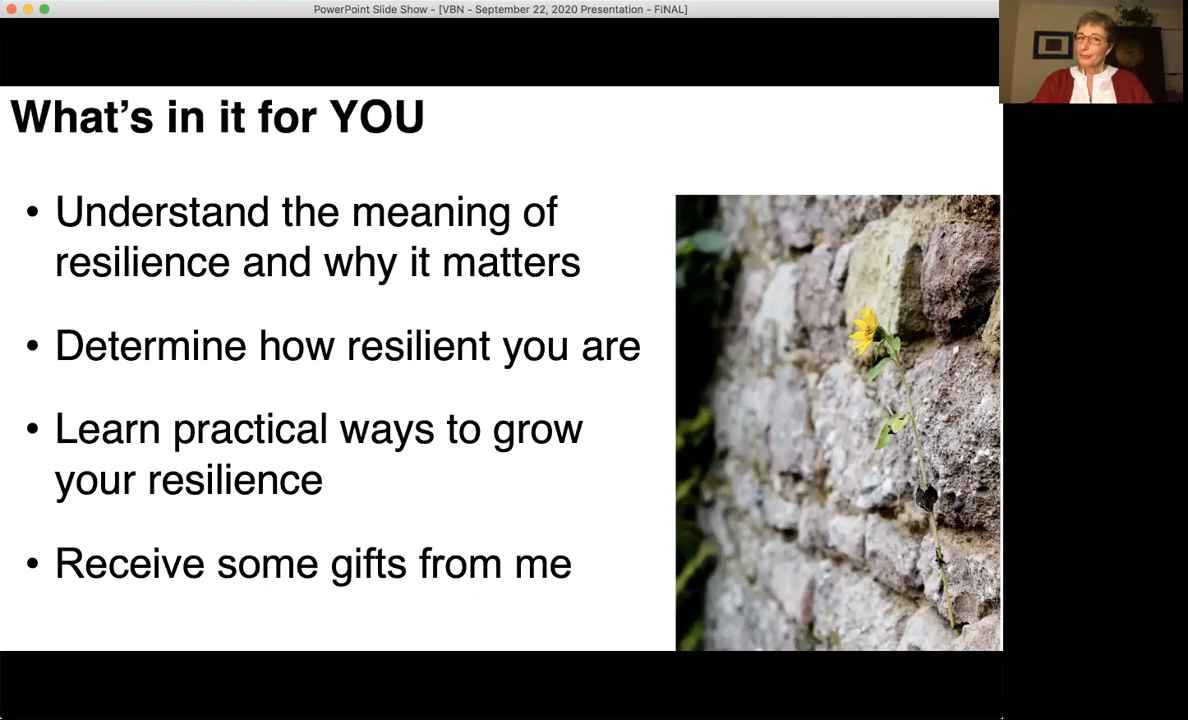 PowerPoint Slide Show - [VBN - September 22, 2020 Presentation - FiNAL]
What's in it for YOU
• Understand the meaning of
resilience and why it matters
• Determine how resilient you are
• Learn practical ways to grow
your resilience
• Receive some gifts from me